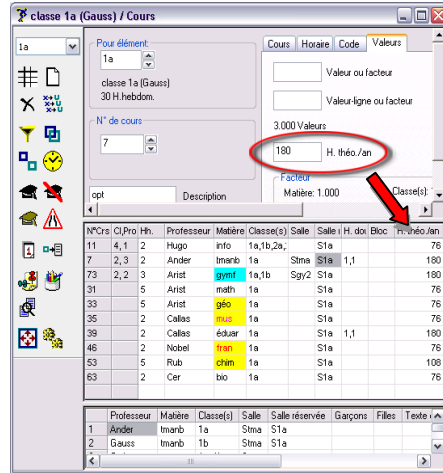 classe 1a (Gauss) / Cours
1a
Pour élément:
1a
classe 1a (Gauss)
30 H.hebdom.
N° de cours
7
opt Description
Cours Horaire Code Valeurs
Valeur ou facteur
Valeur-ligne ou facteur
3.000 Valeurs
180 H. théo./an
Facteur
Matière: 1.000 Classe(s):
N°Crs Cl,Pro Hn. Professeur Matière Classe(s) Salle Salle H. dou Bloc H. théo./an
11 4, 1 2 Hugo info 1a,1b,2a, S1a 76
7 2, 3 2 Ander tmanb 1a Stma S1a 1,1 180
73 2, 2 3 Arist gymf 1a,1b Sgy2 S1a 180
31 5 Arist math 1a S1a 76
33 5 Arist géo 1a S1a 76
35 2 Callas mus 1a S1a 76
39 2 Callas éduar 1a S1a 1,1 180
46 2 Nobel fran 1a S1a 76
53 5 Rub chim 1a S1a 108
63 2 Cer bio 1a S1a 76
Professeur Matière Classe(s) Salle Salle réservée Garçons Filles Texte
1 Ander tmanb 1a Stma S1a
2 Gauss tmanb 1b Stma S1a